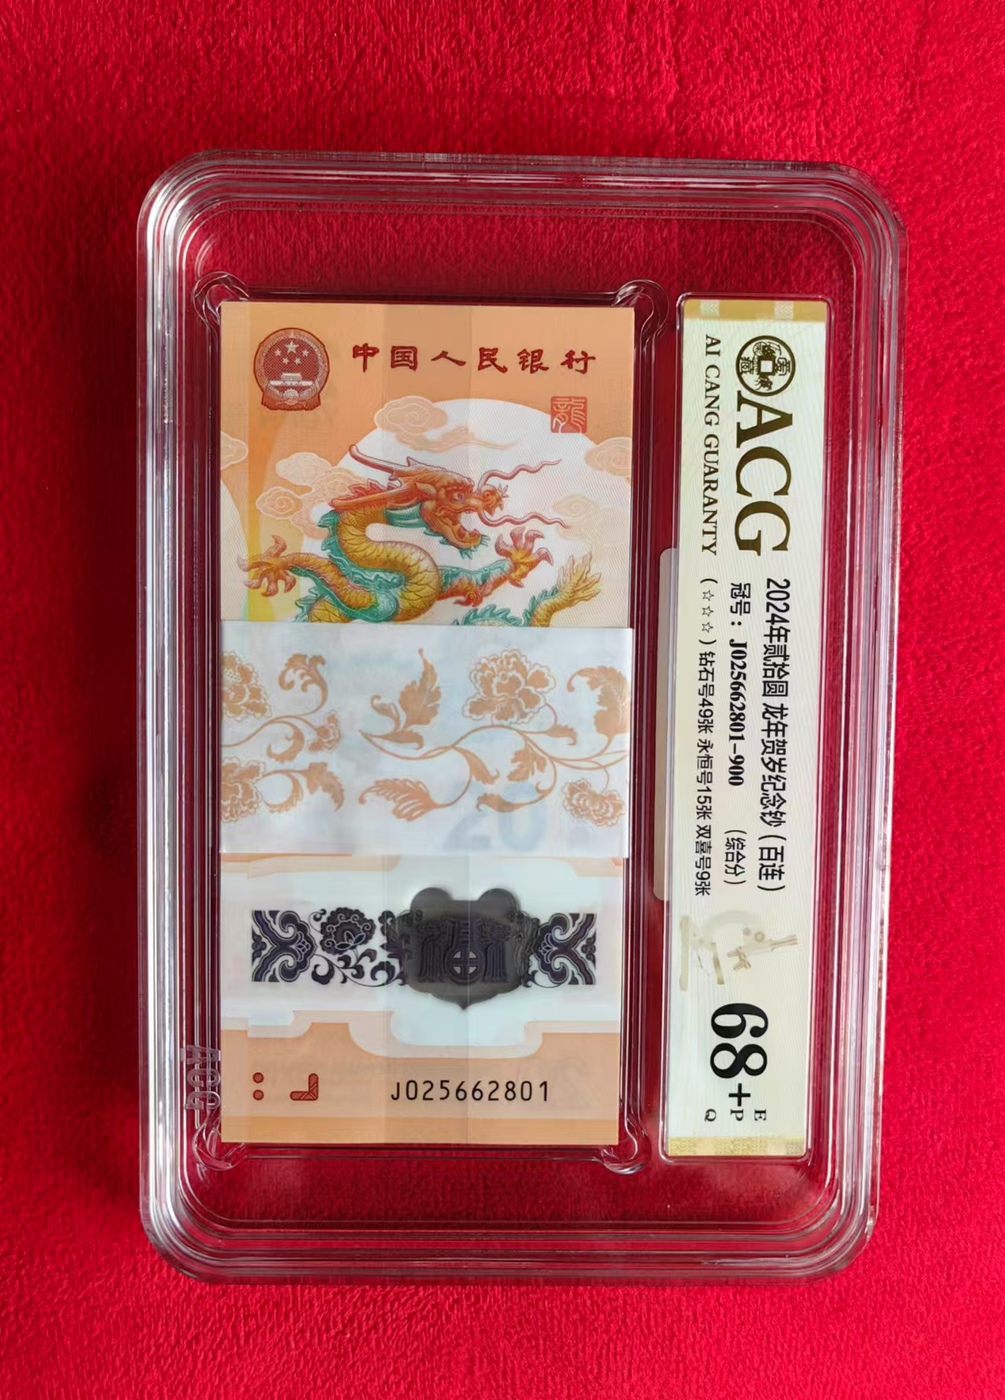 中国人民银行
龍
20
J025662801
ACG
ACG
AI CANG GUARANTY
2024年贰拾圆 龙年贺岁纪念钞（百连）
冠号：J025662801-900 （综合分）
（☆☆☆）钻石号49张 永恒号15张 双喜号9张
68+
E
P
Q